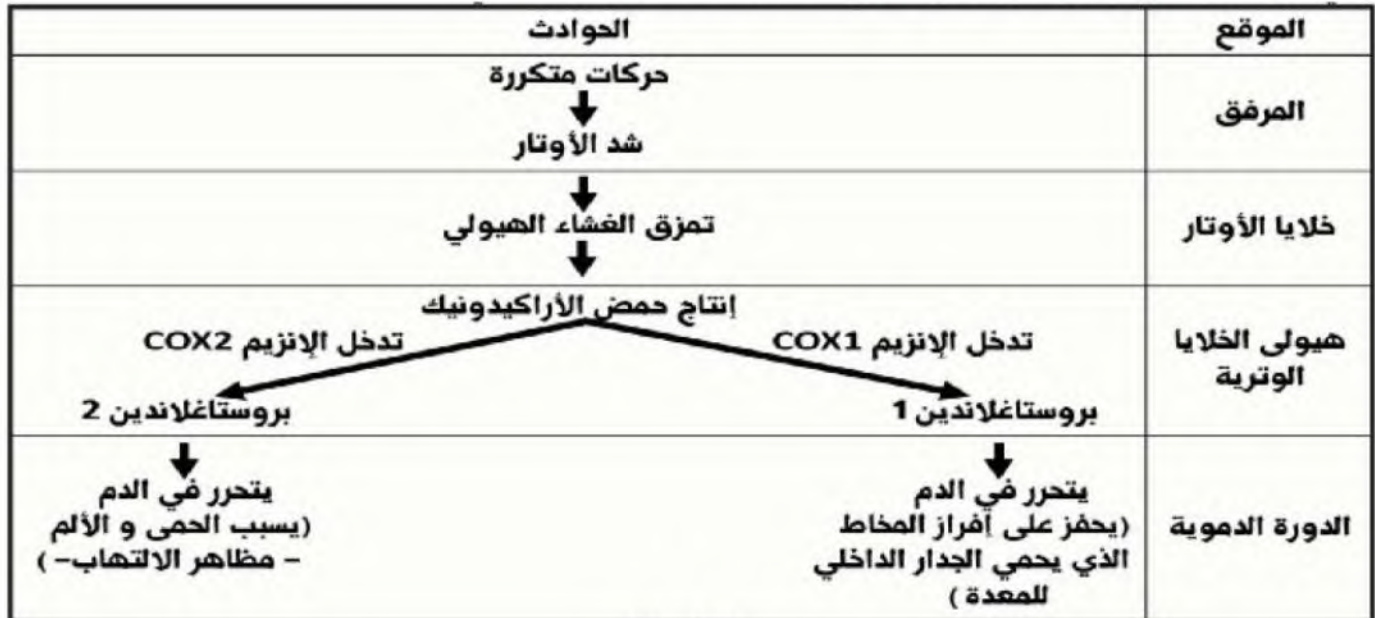 الموقع
الحوادث
المرفق
حركات متكررة
شد الأوتار
خلايا الأوتار
تمزق الغشاء الهيولي
هيولى الخلايا
الوترية
إنتاج حمض الأراكيدونيك
تدخل الإنزيم COX1
تدخل الإنزيم COX2
بروستاغلاندين 1
بروستاغلاندين 2
الدورة الدموية
يتحرر في الدم
(يحفز على إفراز المخاط
الذي يحمي الجدار الداخلي
للمعدة )
يتحرر في الدم
(يسبب الحمى و الألم
- مظاهر الالتهاب- )